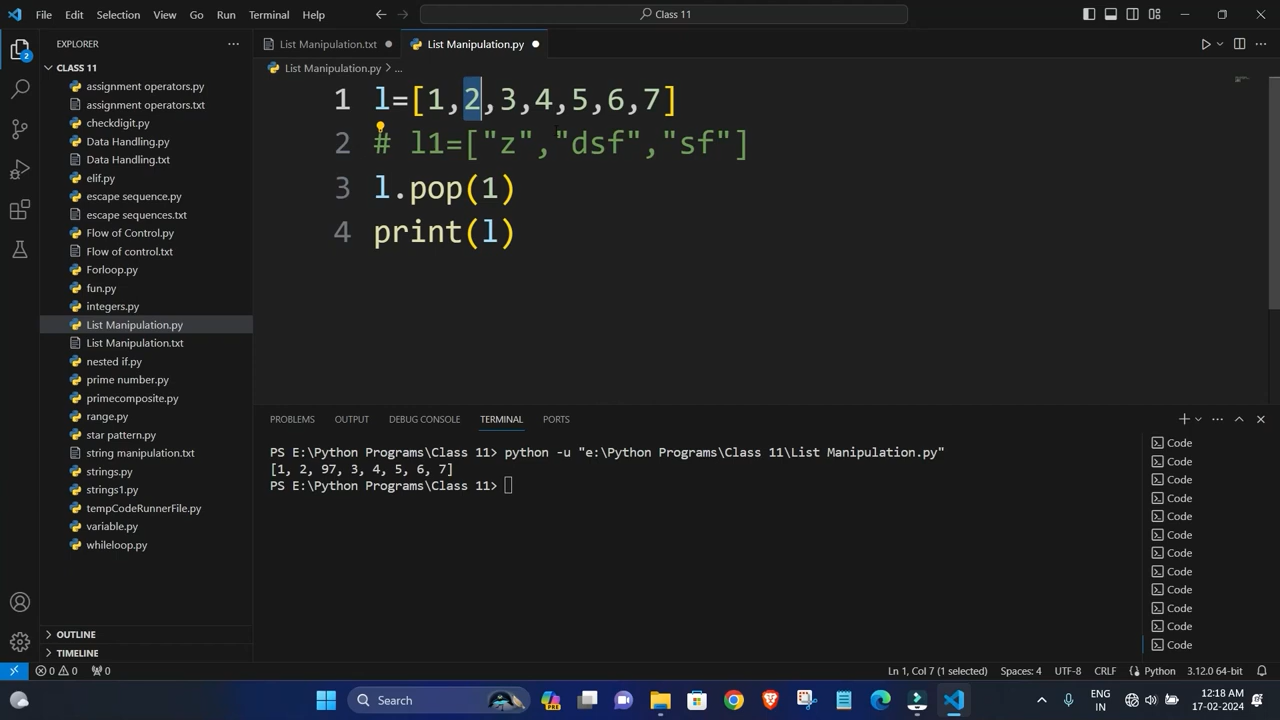 File Edit Selection View Go Run Terminal Help
Class 11
EXPLORER
List Manipulation.txt
List Manipulation.py
2
CLASS 11
List Manipulation.py > ...
assignment operators.py
assignment operators.txt
checkdigit.py
Data Handling.py
Data Handling.txt
elif.py
escape sequence.py
escape sequences.txt
Flow of Control.py
Flow of control.txt
Forloop.py
fun.py
integers.py
List Manipulation.py
List Manipulation.txt
nested if.py
prime number.py
primecomposite.py
range.py
star pattern.py
string manipulation.txt
strings.py
strings1.py
tempCodeRunnerFile.py
variable.py
whileloop.py
OUTLINE
TIMELINE
1 l=[1,2,3,4,5,6,7]
2 # l1=["z","dsf","sf"]
3 l.pop(1)
4 print(l)
PROBLEMS OUTPUT DEBUG CONSOLE TERMINAL PORTS
PS E:\Python Programs\Class 11> python -u "e:\Python Programs\Class 11\List Manipulation.py"
[1, 2, 97, 3, 4, 5, 6, 7]
PS E:\Python Programs\Class 11>
Code
Code
Code
Code
Code
Code
Code
Code
Code
Code
Code
Code
0 0 0
Ln 1, Col 7 (1 selected) Spaces: 4 UTF-8 CRLF Python 3.12.0 64-bit
Search
PRE
ENG
IN
12:18 AM
17-02-2024